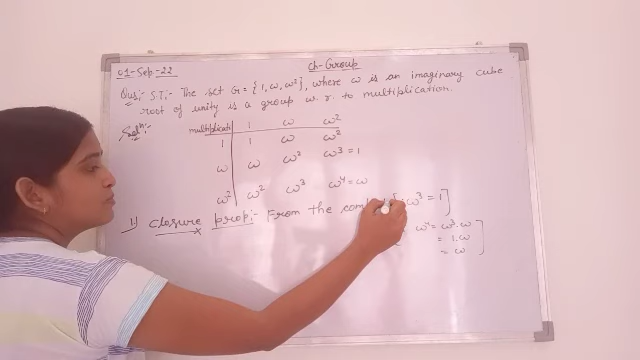 01-Sep-22
Ch-Group
Ques:- S.T:- The set G = {1, ω, ω²}, where ω is an imaginary cube
root of unity is a group w.r. to multiplication.
Solⁿ:-
multiplicati 1 ω ω²
1 1 ω ω²
ω ω ω² ω³ = 1
ω² ω² ω³ ω⁴ = ω
[∵ ω³ = 1]
1) Closure prop:- From the comp
[ ω⁴ = ω³.ω
= 1.ω
= ω ]